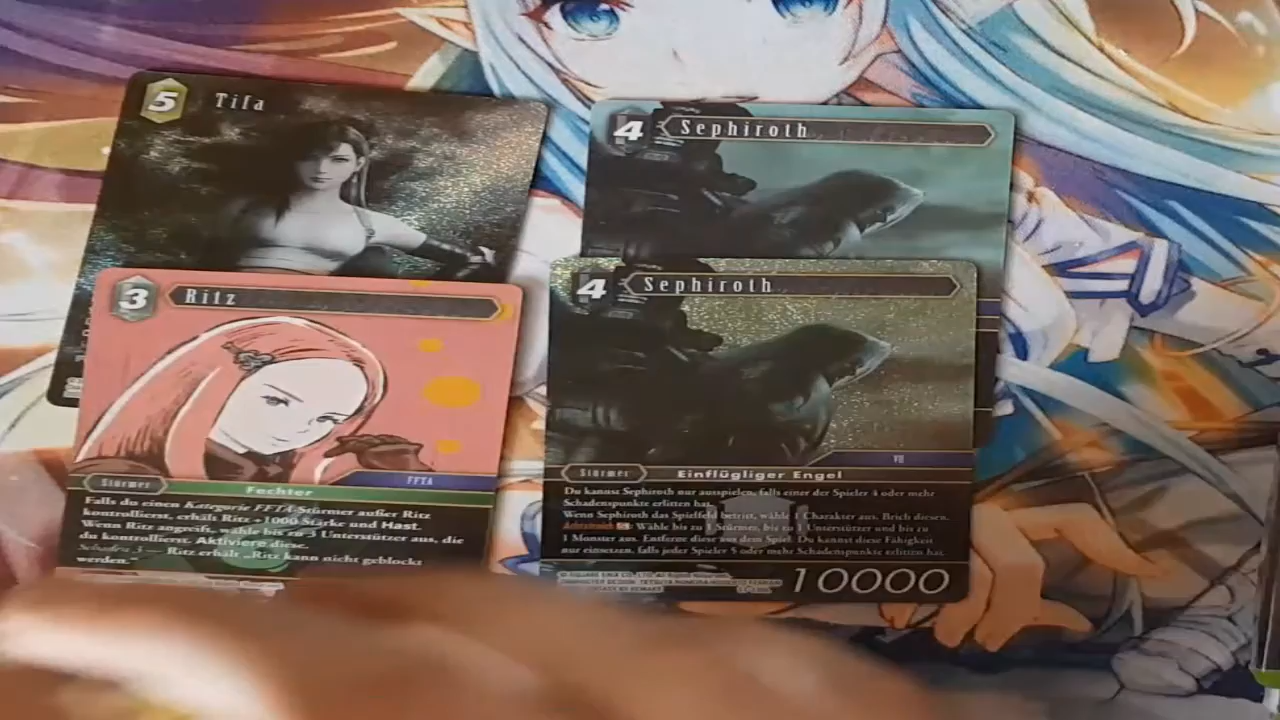 5
Tifa
4
Sephiroth
3
Ritz
Stürmer
FFTA
Fechter
Falls du einen Kategorie FFTA-Stürmer außer Ritz
kontrollierst, erhält Ritz +1000 Stärke und Hast.
Wenn Ritz angreift, wähle bis zu 3 Unterstützer aus, die
du kontrollierst. Aktiviere diese.
Schaden 3 — Ritz erhält „Ritz kann nicht geblockt
werden.
4
Sephiroth
VII
Stürmer
Einflügliger Engel
Du kannst Sephiroth nur ausspielen, falls einer der Spieler 4 oder mehr
Schadenspunkte erlitten hat.
Wenn Sephiroth das Spielfeld betritt, wähle 1 Charakter aus. Brich diesen.
Wähle bis zu 1 Stürmer, bis zu 1 Unterstützer und bis zu
1 Monster aus. Entferne diese aus dem Spiel. Du kannst diese Fähigkeit
nur einsetzen, falls jeder Spieler 5 oder mehr Schadenspunkte erlitten hat.
10000